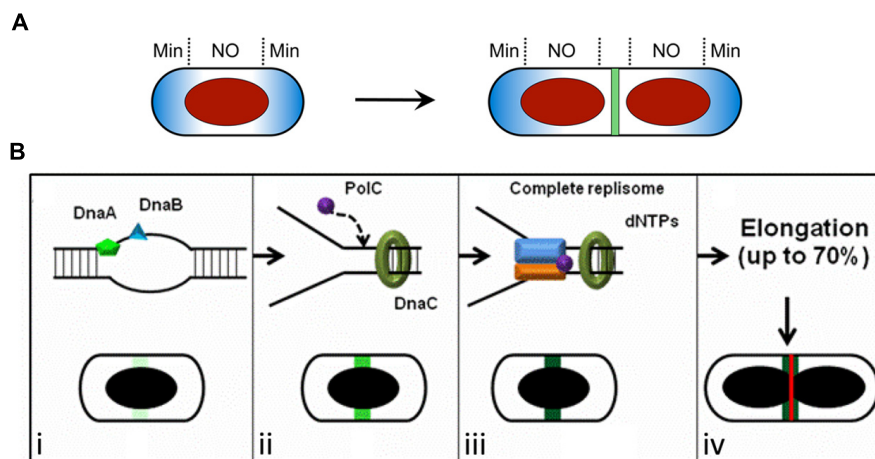 A
Min NO Min Min NO NO Min
B
DnaA DnaB
PolC
DnaC
Complete replisome
dNTPs
Elongation
(up to 70%)
i ii iii iv